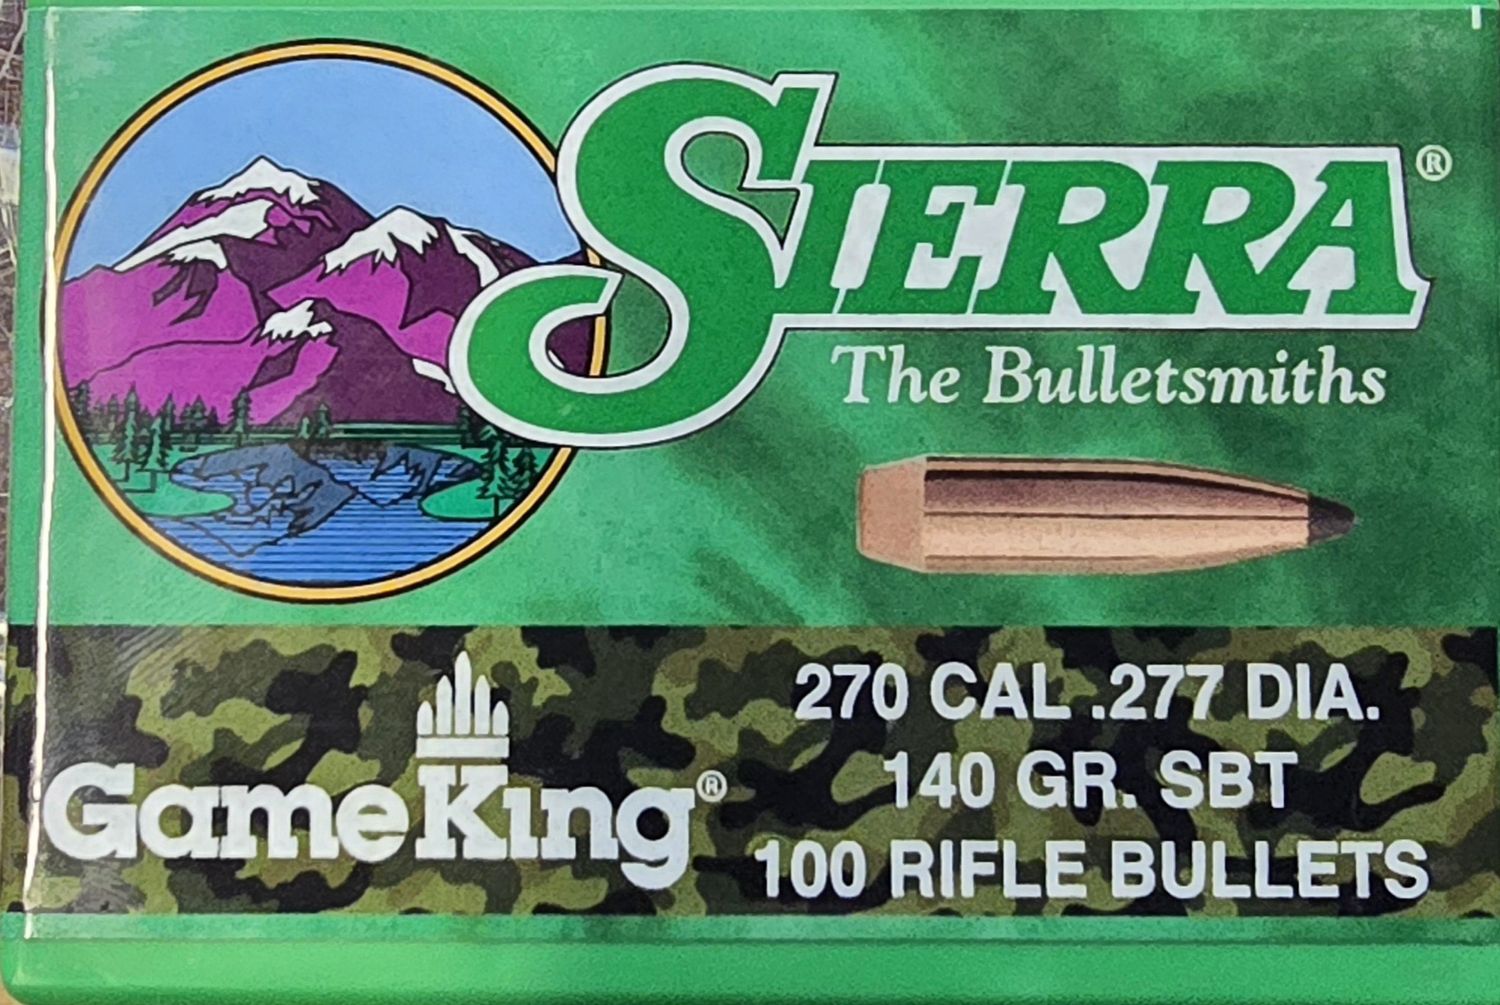 SIERRA®
The Bulletsmiths
270 CAL .277 DIA.
140 GR. SBT
GameKing®
100 RIFLE BULLETS